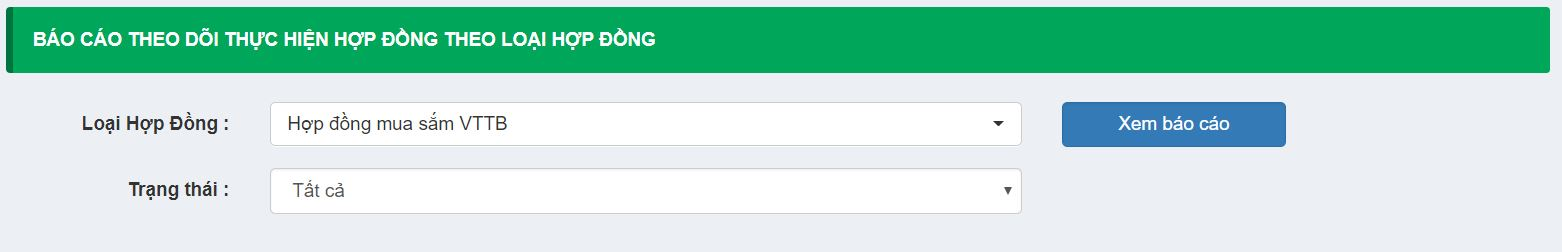 BÁO CÁO THEO DÕI THỰC HIỆN HỢP ĐỒNG THEO LOẠI HỢP ĐỒNG
Loại Hợp Đồng :
Hợp đồng mua sắm VTTB
Xem báo cáo
Trạng thái :
Tất cả